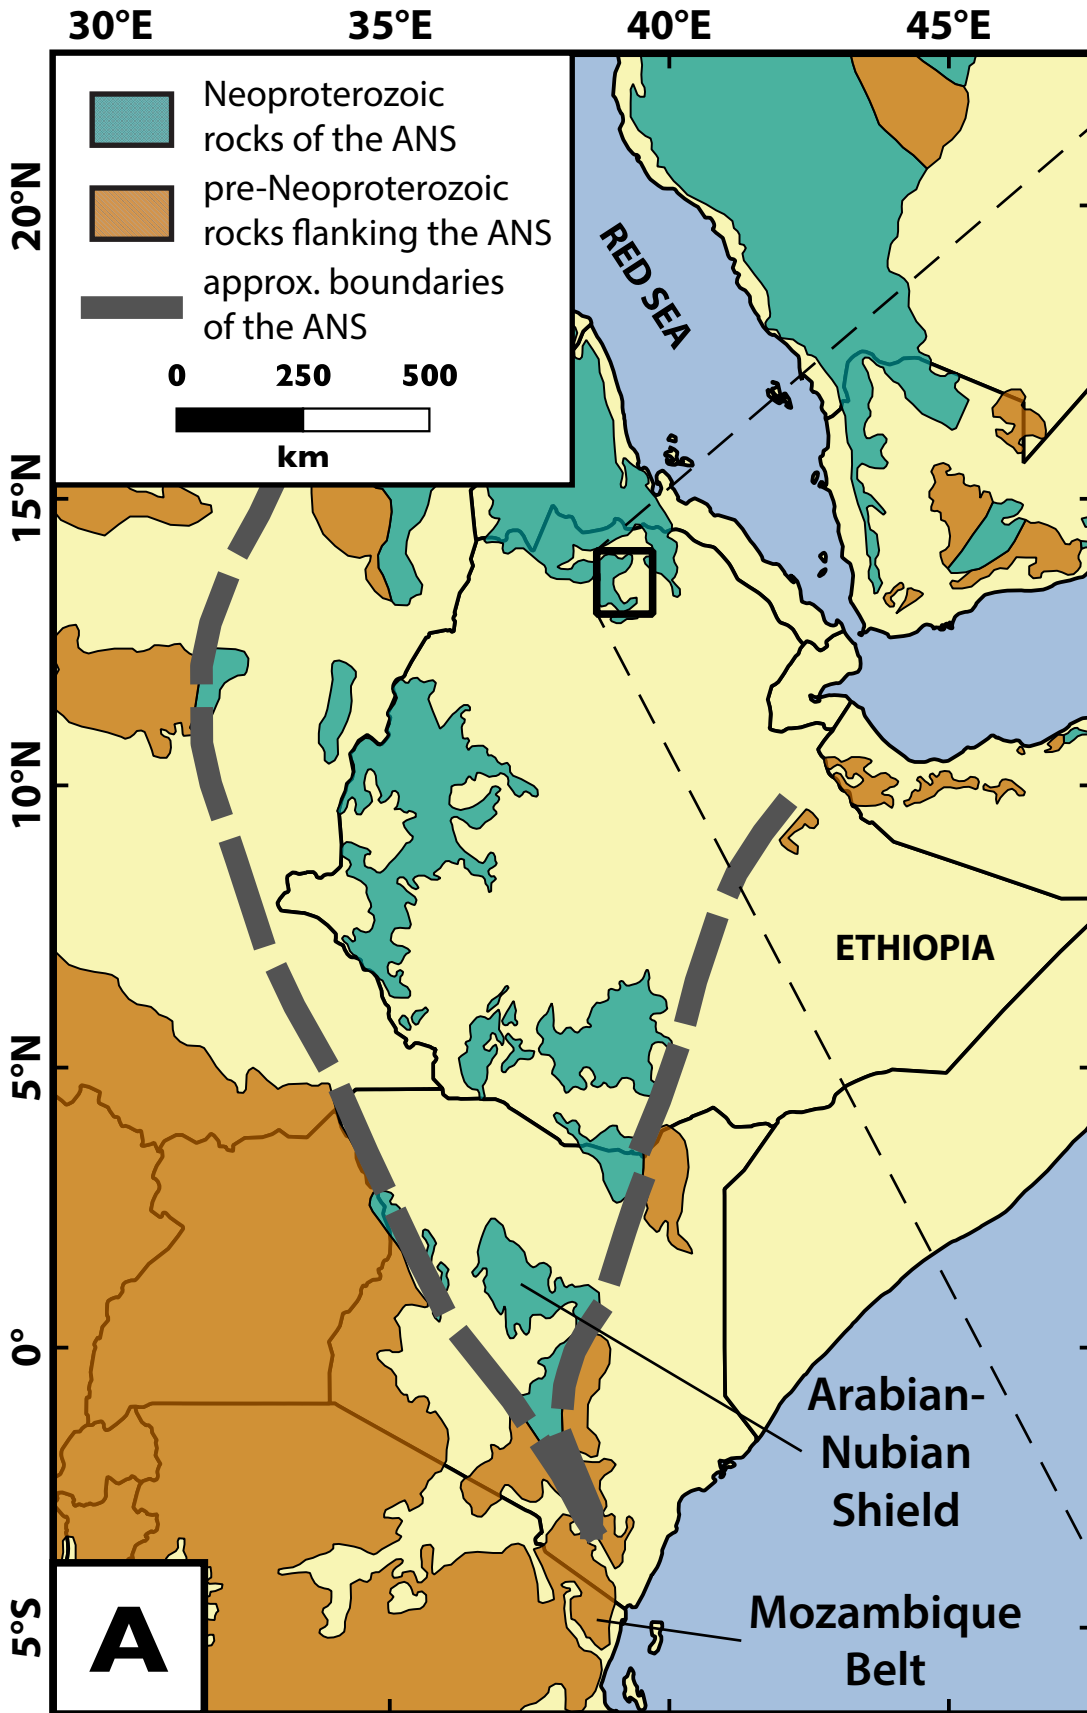 30°E 35°E 40°E 45°E
Neoproterozoic
rocks of the ANS
pre-Neoproterozoic
rocks flanking the ANS
approx. boundaries
of the ANS
0 250 500
km
20°N
15°N
10°N
5°N
0°
5°S
RED SEA
ETHIOPIA
Arabian-
Nubian
Shield
Mozambique
Belt
A